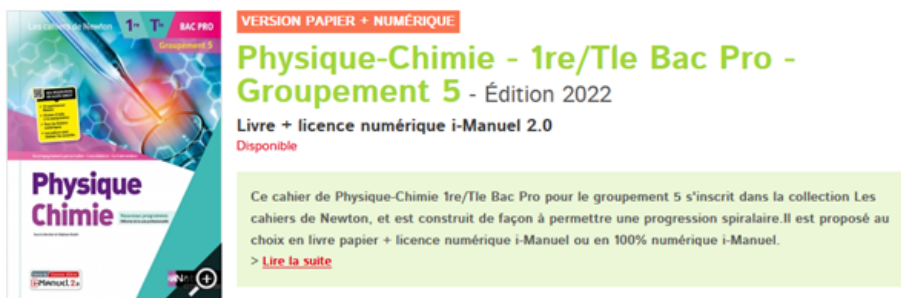 Les cahiers de Newton 1re Tle BAC PRO
Groupement 5
Physique
Chimie
iManuel 2.0
VERSION PAPIER + NUMÉRIQUE
Physique-Chimie - 1re/Tle Bac Pro -
Groupement 5 - Édition 2022
Livre + licence numérique i-Manuel 2.0
Disponible
Ce cahier de Physique-Chimie 1re/Tle Bac Pro pour le groupement 5 s'inscrit dans la collection Les
cahiers de Newton, et est construit de façon à permettre une progression spiralaire.Il est proposé au
choix en livre papier + licence numérique i-Manuel ou en 100% numérique i-Manuel.
> Lire la suite